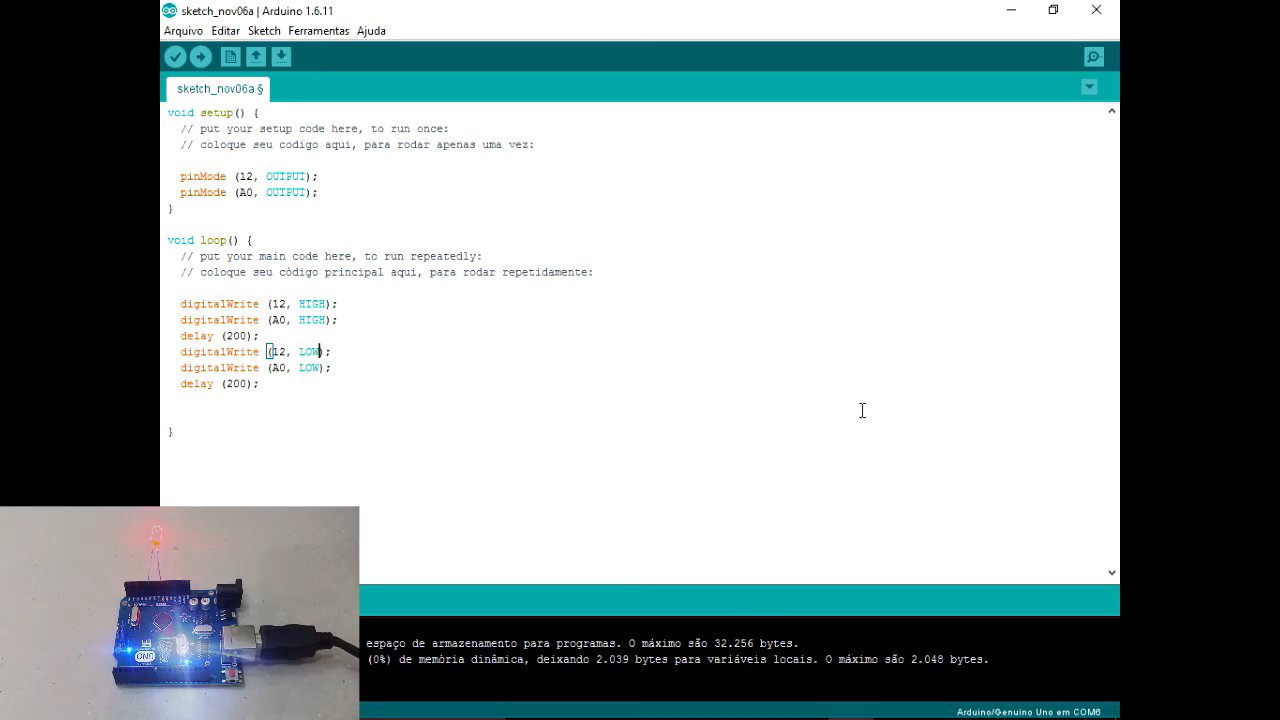 sketch_nov06a | Arduino 1.6.11
Arquivo Editar Sketch Ferramentas Ajuda
sketch_nov06a §
void setup() {
// put your setup code here, to run once:
// coloque seu codigo aqui, para rodar apenas uma vez:
pinMode (12, OUTPUT);
pinMode (A0, OUTPUT);
}
void loop() {
// put your main code here, to run repeatedly:
// coloque seu código principal aqui, para rodar repetidamente:
digitalWrite (12, HIGH);
digitalWrite (A0, HIGH);
delay (200);
digitalWrite (12, LOW);
digitalWrite (A0, LOW);
delay (200);
}
UNO
espaço de armazenamento para programas. O máximo são 32.256 bytes.
(0%) de memória dinâmica, deixando 2.039 bytes para variáveis locais. O máximo são 2.048 bytes.
Arduino/Genuino Uno em COM6